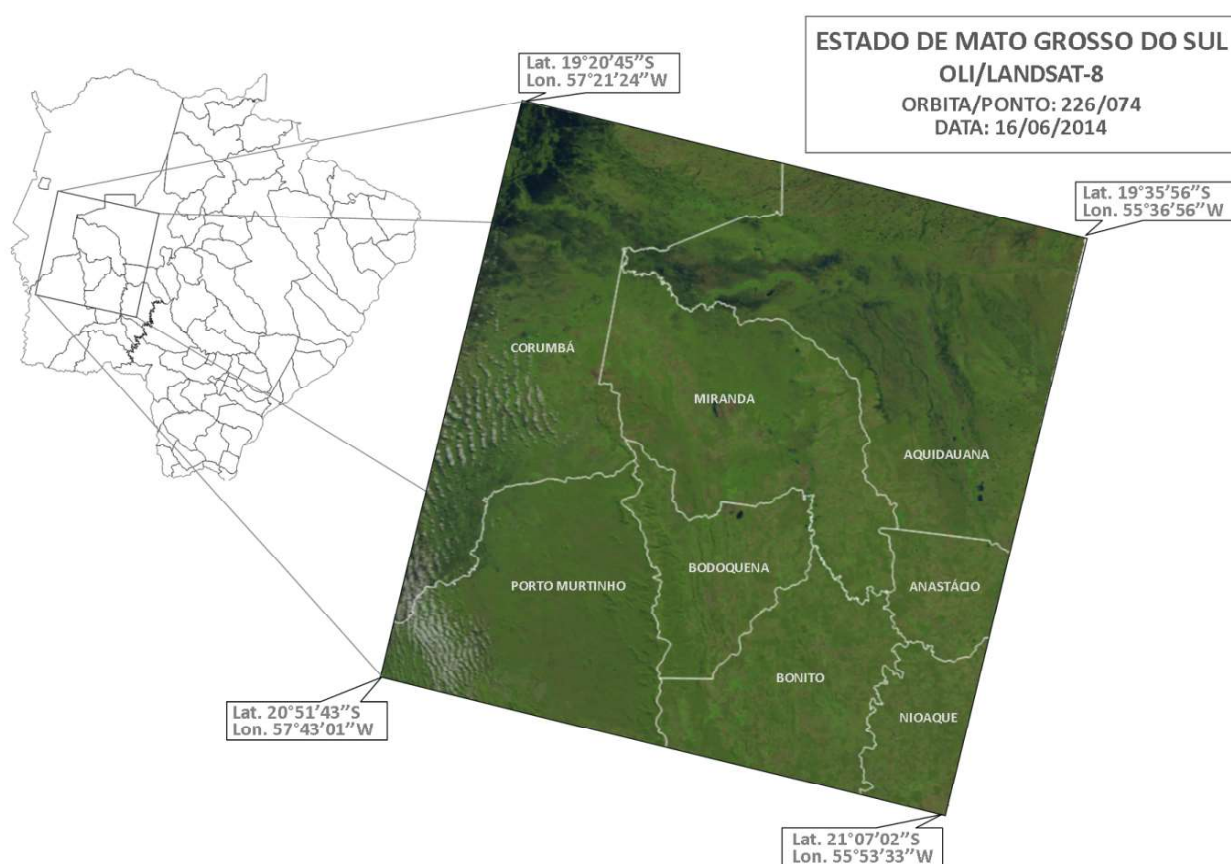 ESTADO DE MATO GROSSO DO SUL
OLI/LANDSAT-8
ORBITA/PONTO: 226/074
DATA: 16/06/2014
Lat. 19°20'45”S
Lon. 57°21'24”W
Lat. 19°35'56”S
Lon. 55°36'56”W
CORUMBÁ
MIRANDA
AQUIDAUANA
BODOQUENA
PORTO MURTINHO
ANASTÁCIO
BONITO
NIOAQUE
Lat. 20°51'43”S
Lon. 57°43'01”W
Lat. 21°07'02”S
Lon. 55°53'33”W